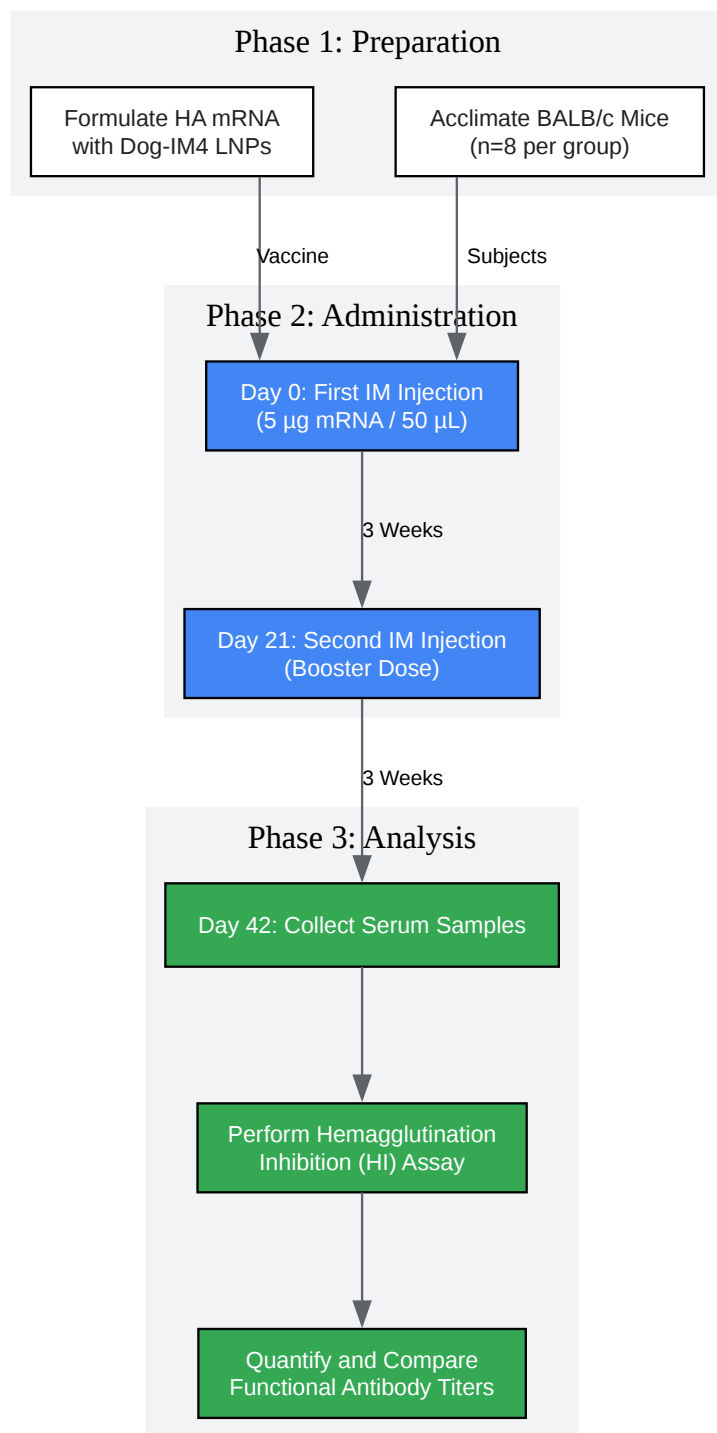 Phase 1: Preparation
Formulate HA mRNA
with Dog-IM4 LNPs
Acclimate BALB/c Mice
(n=8 per group)
Vaccine
Subjects
Phase 2: Administration
Day 0: First IM Injection
(5 µg mRNA / 50 µL)
3 Weeks
Day 21: Second IM Injection
(Booster Dose)
3 Weeks
Phase 3: Analysis
Day 42: Collect Serum Samples
Perform Hemagglutination
Inhibition (HI) Assay
Quantify and Compare
Functional Antibody Titers